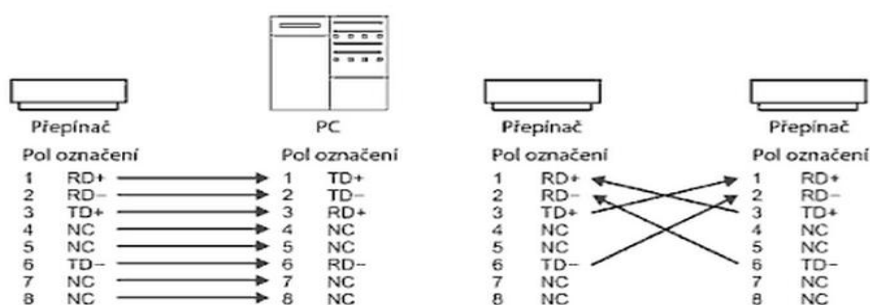 Přepínač PC Přepínač Přepínač
Pol označení Pol označení Pol označení Pol označení
1 RD+ 1 TD+ 1 RD+ 1 RD+
2 RD− 2 TD− 2 RD− 2 RD−
3 TD+ 3 RD+ 3 TD+ 3 TD+
4 NC 4 NC 4 NC 4 NC
5 NC 5 NC 5 NC 5 NC
6 TD− 6 RD− 6 TD− 6 TD−
7 NC 7 NC 7 NC 7 NC
8 NC 8 NC 8 NC 8 NC